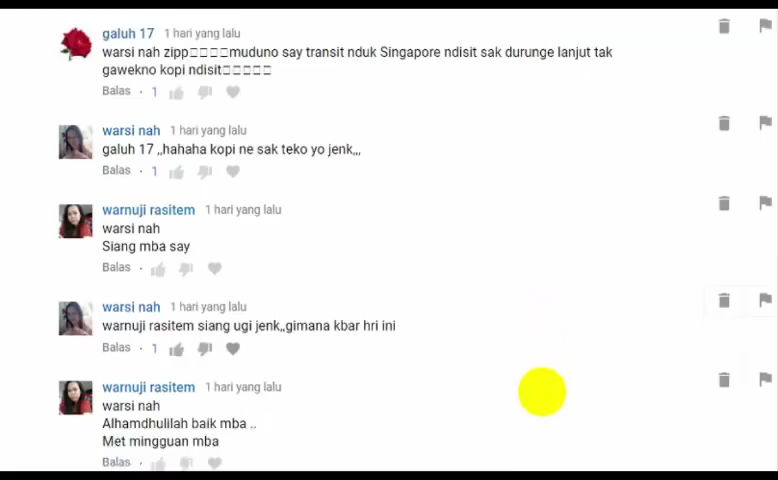 galuh 17 1 hari yang lalu
warsi nah zipp□□□□muduno say transit nduk Singapore ndisit sak durunge lanjut tak
gawekno kopi ndisit□□□□□
Balas · 1
warsi nah 1 hari yang lalu
galuh 17 ,,hahaha kopi ne sak teko yo jenk,,,
Balas · 1
warnuji rasitem 1 hari yang lalu
warsi nah
Siang mba say
Balas ·
warsi nah 1 hari yang lalu
warnuji rasitem siang ugi jenk,,gimana kbar hri ini
Balas · 1
warnuji rasitem 1 hari yang lalu
warsi nah
Alhamdhulilah baik mba ..
Met mingguan mba
Balas ·